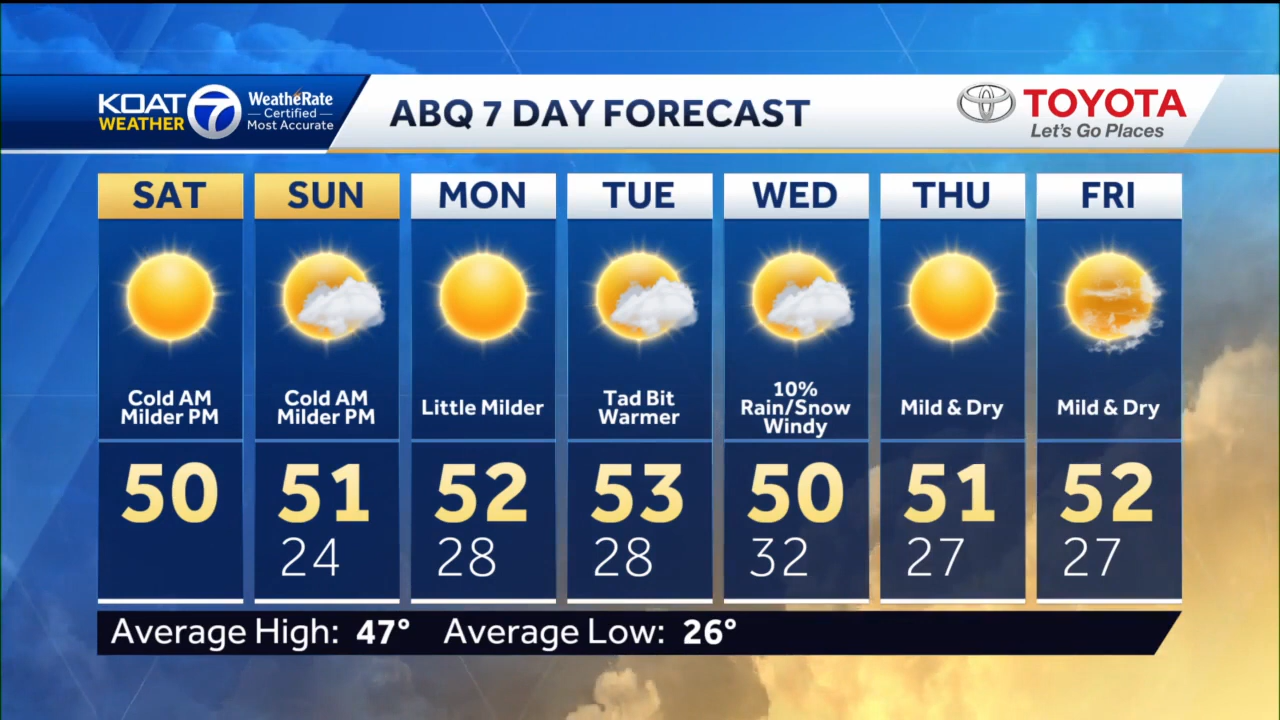 KOAT
WEATHER
7
WeatheRate
Certified
Most Accurate
ABQ 7 DAY FORECAST
TOYOTA
Let's Go Places
SAT
SUN
MON
TUE
WED
THU
FRI
Cold AM
Milder PM
Cold AM
Milder PM
Little Milder
Tad Bit
Warmer
10%
Rain/Snow
Windy
Mild & Dry
Mild & Dry
50
51
52
53
50
51
52
24
28
28
32
27
27
Average High: 47° Average Low: 26°